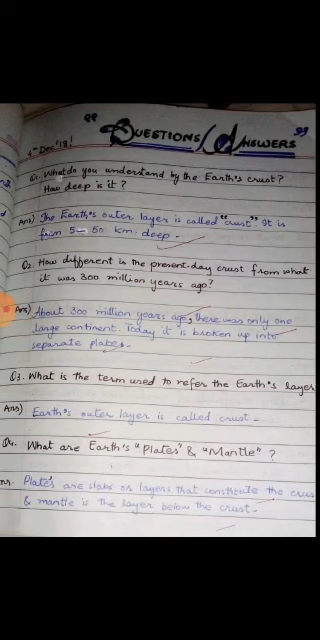 4th Dec '18!
" QUESTIONS/ANSWERS "
Q1. What do you understand by the Earth's crust?
How deep is it?
Ans) The Earth's outer layer is called "crust". It is
from 5-50 km. deep.
Q2. How different is the present-day crust from what
it was 300 million years ago?
Ans) About 300 million years ago, there was only one
large continent. Today it is broken up into
separate plates.
Q3. What is the term used to refer the Earth's layer
Ans) Earth's outer layer is called crust.
Q4. What are Earth's "Plates" & "Mantle" ?
ns. Plates are slabs or layers that constitute the crus
& mantle is the layer below the crust.